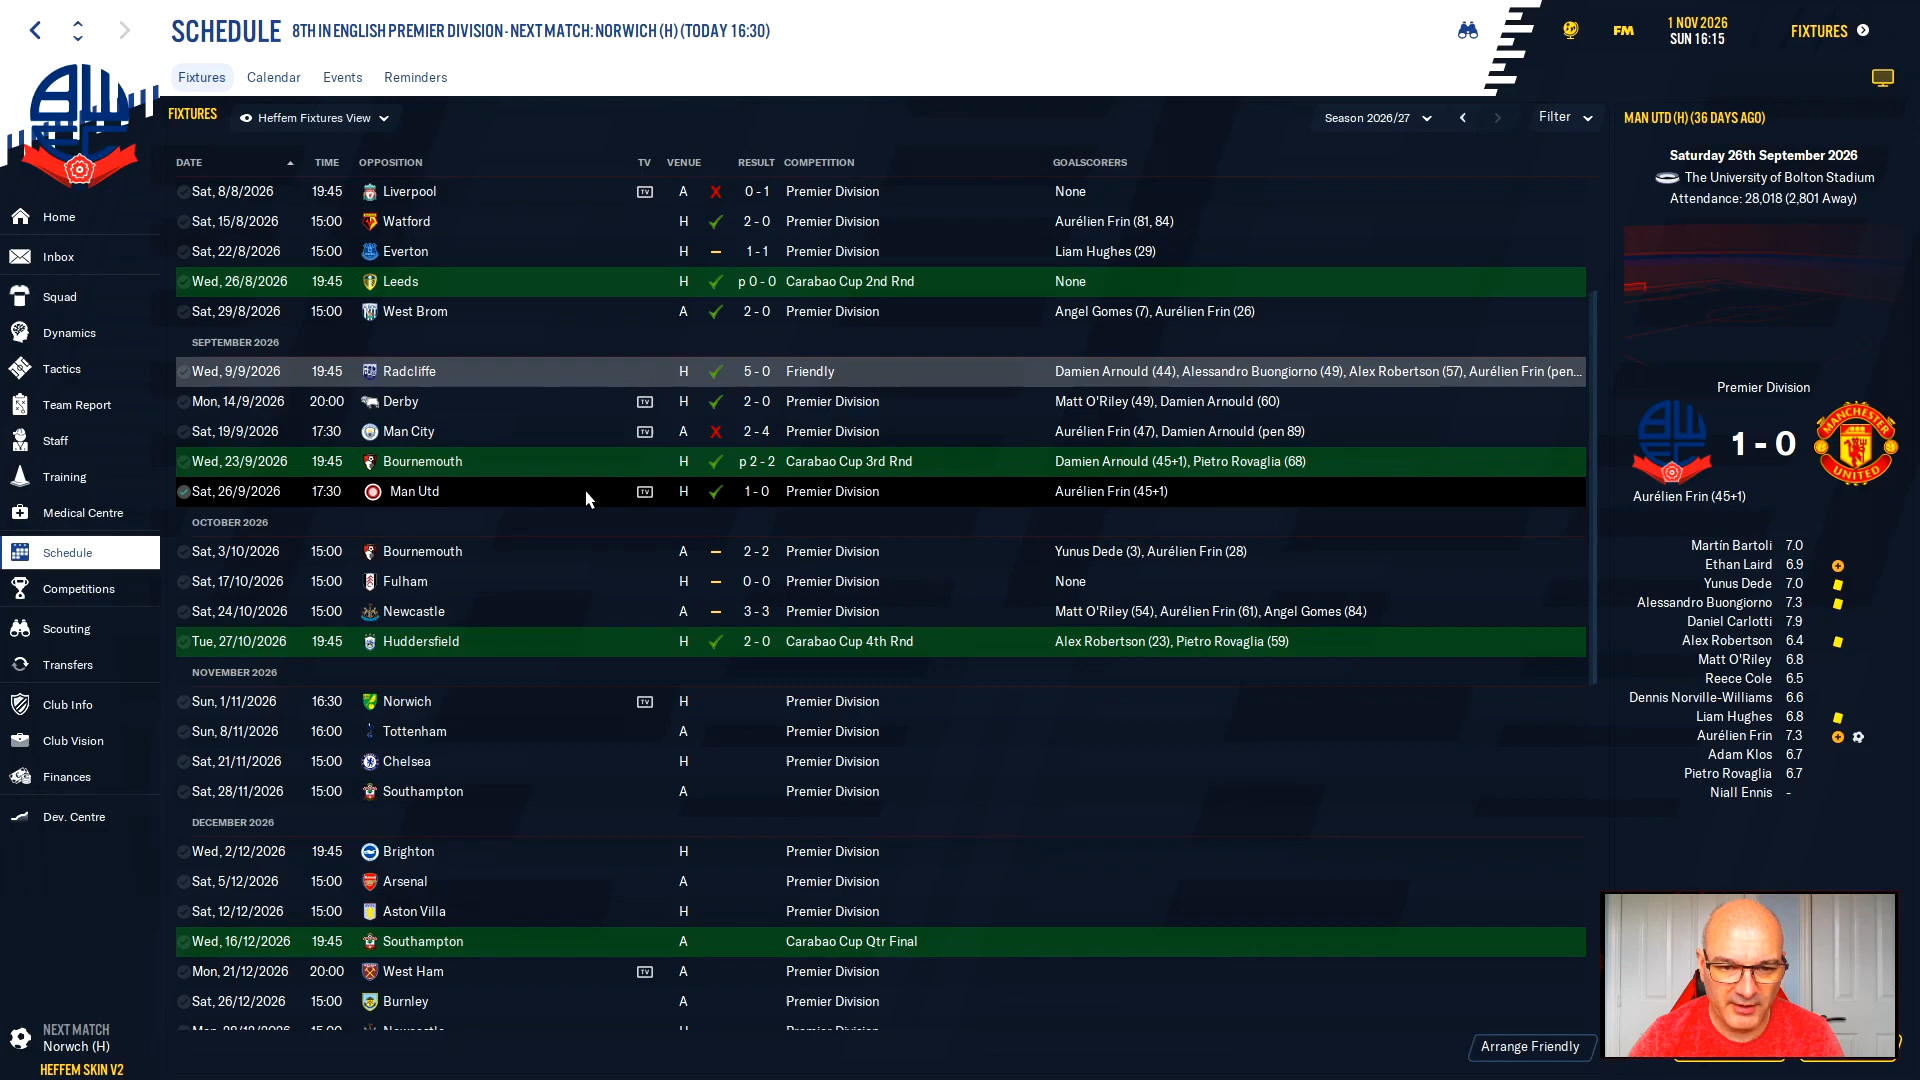 SCHEDULE 8TH IN ENGLISH PREMIER DIVISION - NEXT MATCH: NORWICH (H) (TODAY 16:30)
FM
1 NOV 2026
SUN 16:15
FIXTURES
Fixtures Calendar Events Reminders
FIXTURES Heffem Fixtures View
Season 2026/27 Filter
DATE TIME OPPOSITION TV VENUE RESULT COMPETITION GOALSCORERS
Sat, 8/8/2026 19:45 Liverpool TV A X 0 - 1 Premier Division None
Sat, 15/8/2026 15:00 Watford H 2 - 0 Premier Division Aurélien Frin (81, 84)
Sat, 22/8/2026 15:00 Everton H 1 - 1 Premier Division Liam Hughes (29)
Wed, 26/8/2026 19:45 Leeds H p 0 - 0 Carabao Cup 2nd Rnd None
Sat, 29/8/2026 15:00 West Brom A 2 - 0 Premier Division Angel Gomes (7), Aurélien Frin (26)
SEPTEMBER 2026
Wed, 9/9/2026 19:45 Radcliffe H 5 - 0 Friendly Damien Arnould (44), Alessandro Buongiorno (49), Alex Robertson (57), Aurélien Frin (pen...
Mon, 14/9/2026 20:00 Derby TV H 2 - 0 Premier Division Matt O'Riley (49), Damien Arnould (60)
Sat, 19/9/2026 17:30 Man City TV A X 2 - 4 Premier Division Aurélien Frin (47), Damien Arnould (pen 89)
Wed, 23/9/2026 19:45 Bournemouth H p 2 - 2 Carabao Cup 3rd Rnd Damien Arnould (45+1), Pietro Rovaglia (68)
Sat, 26/9/2026 17:30 Man Utd TV H 1 - 0 Premier Division Aurélien Frin (45+1)
OCTOBER 2026
Sat, 3/10/2026 15:00 Bournemouth A 2 - 2 Premier Division Yunus Dede (3), Aurélien Frin (28)
Sat, 17/10/2026 15:00 Fulham H 0 - 0 Premier Division None
Sat, 24/10/2026 15:00 Newcastle A 3 - 3 Premier Division Matt O'Riley (54), Aurélien Frin (61), Angel Gomes (84)
Tue, 27/10/2026 19:45 Huddersfield H 2 - 0 Carabao Cup 4th Rnd Alex Robertson (23), Pietro Rovaglia (59)
NOVEMBER 2026
Sun, 1/11/2026 16:30 Norwich TV H Premier Division
Sun, 8/11/2026 16:00 Tottenham A Premier Division
Sat, 21/11/2026 15:00 Chelsea H Premier Division
Sat, 28/11/2026 15:00 Southampton A Premier Division
DECEMBER 2026
Wed, 2/12/2026 19:45 Brighton H Premier Division
Sat, 5/12/2026 15:00 Arsenal A Premier Division
Sat, 12/12/2026 15:00 Aston Villa H Premier Division
Wed, 16/12/2026 19:45 Southampton A Carabao Cup Qtr Final
Mon, 21/12/2026 20:00 West Ham TV A Premier Division
Sat, 26/12/2026 15:00 Burnley A Premier Division
Mon, 28/12/2026 15:00 Newcastle H Premier Division
Arrange Friendly
Home
Inbox
Squad
Dynamics
Tactics
Team Report
Staff
Training
Medical Centre
Schedule
Competitions
Scouting
Transfers
Club Info
Club Vision
Finances
Dev. Centre
NEXT MATCH
Norwch (H)
HEFFEM SKIN V2
MAN UTD (H) (36 DAYS AGO)
Saturday 26th September 2026
The University of Bolton Stadium
Attendance: 28,018 (2,801 Away)
Premier Division
1 - 0
MANCHESTER
UNITED
Aurélien Frin (45+1)
Martín Bartoli 7.0
Ethan Laird 6.9
Yunus Dede 7.0
Alessandro Buongiorno 7.3
Daniel Carlotti 7.9
Alex Robertson 6.4
Matt O'Riley 6.8
Reece Cole 6.5
Dennis Norville-Williams 6.6
Liam Hughes 6.8
Aurélien Frin 7.3
Adam Klos 6.7
Pietro Rovaglia 6.7
Niall Ennis -